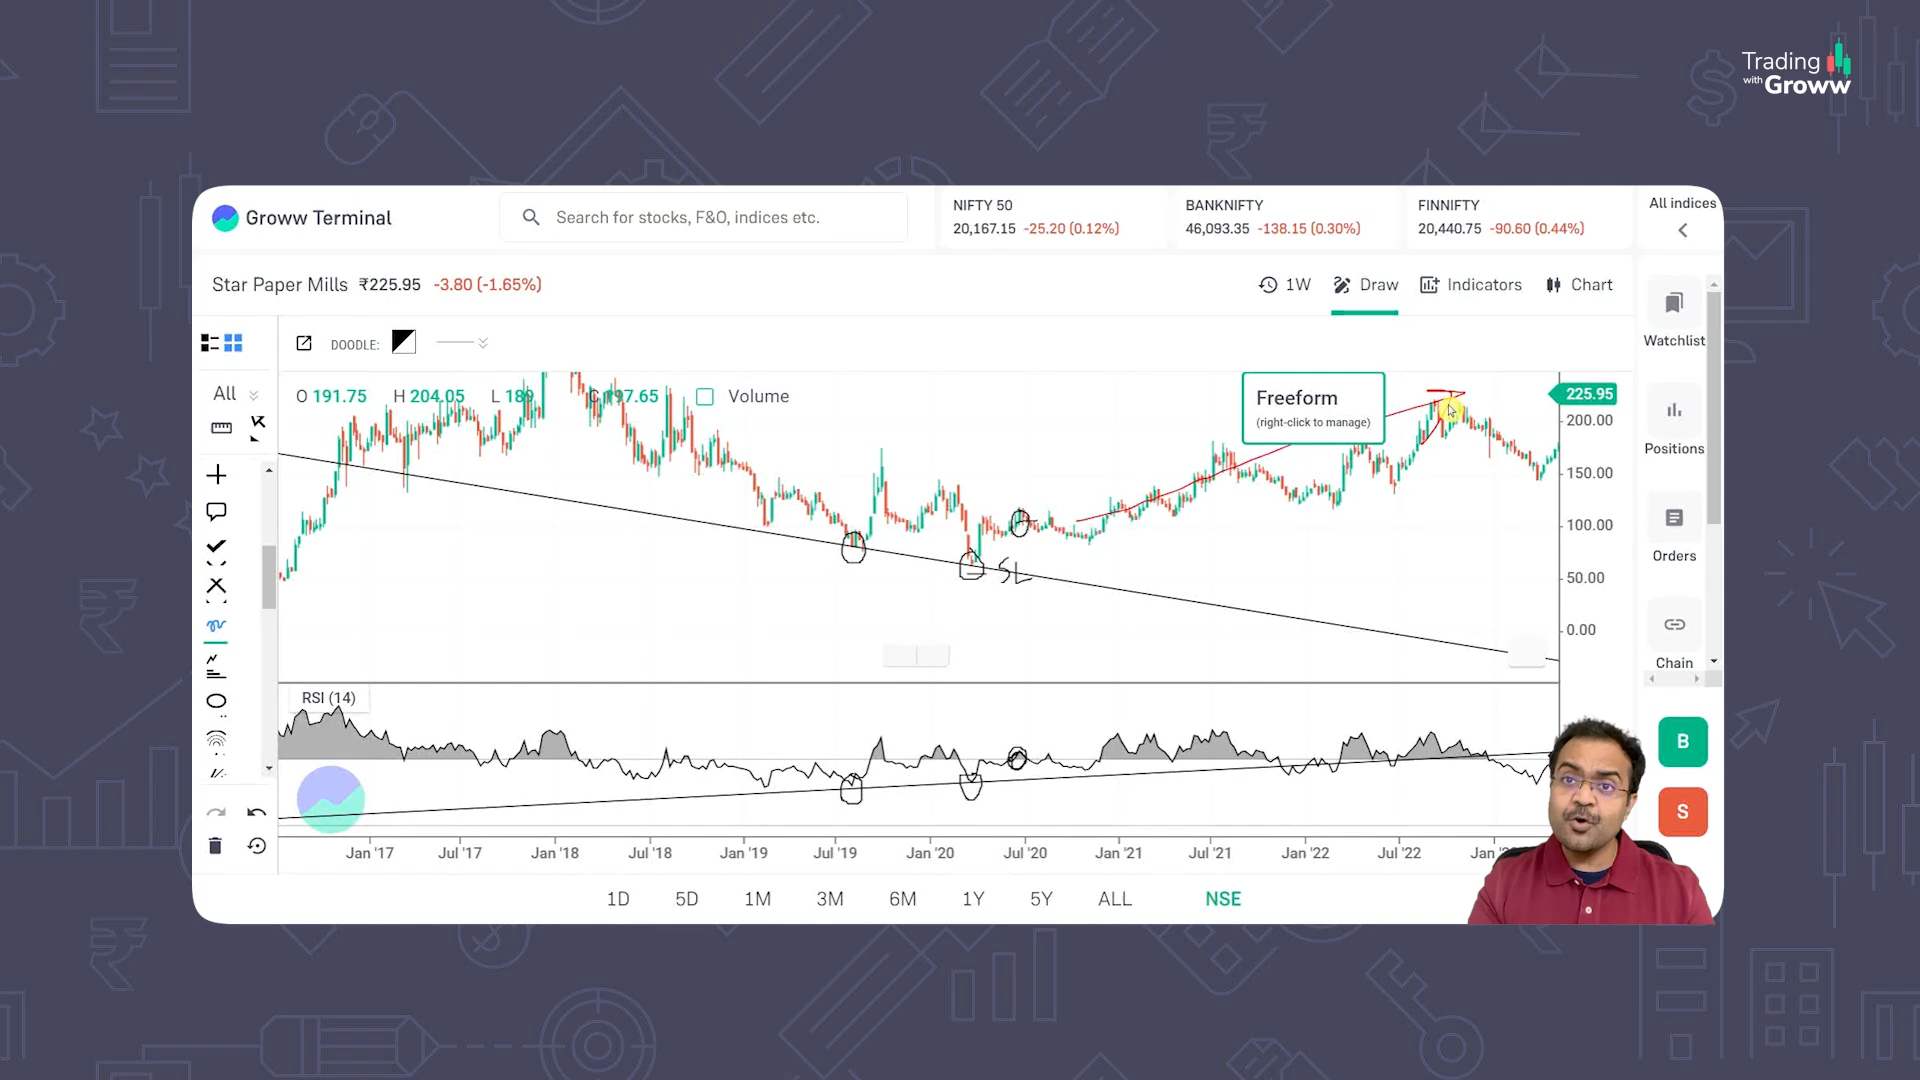 Trading
with Groww
Groww Terminal
Search for stocks, F&O, indices etc.
NIFTY 50
20,167.15 -25.20 (0.12%)
BANKNIFTY
46,093.35 -138.15 (0.30%)
FINNIFTY
20,440.75 -90.60 (0.44%)
All indices
Star Paper Mills ₹225.95 -3.80 (-1.65%)
1W Draw Indicators Chart
DOODLE:
All
O 191.75 H 204.05 L 189 C 197.65 Volume
Freeform
(right-click to manage)
225.95
200.00
150.00
100.00
50.00
0.00
SL
RSI (14)
Jan '17 Jul '17 Jan '18 Jul '18 Jan '19 Jul '19 Jan '20 Jul '20 Jan '21 Jul '21 Jan '22 Jul '22 Jan
1D 5D 1M 3M 6M 1Y 5Y ALL NSE
Watchlist
Positions
Orders
Chain
B
S